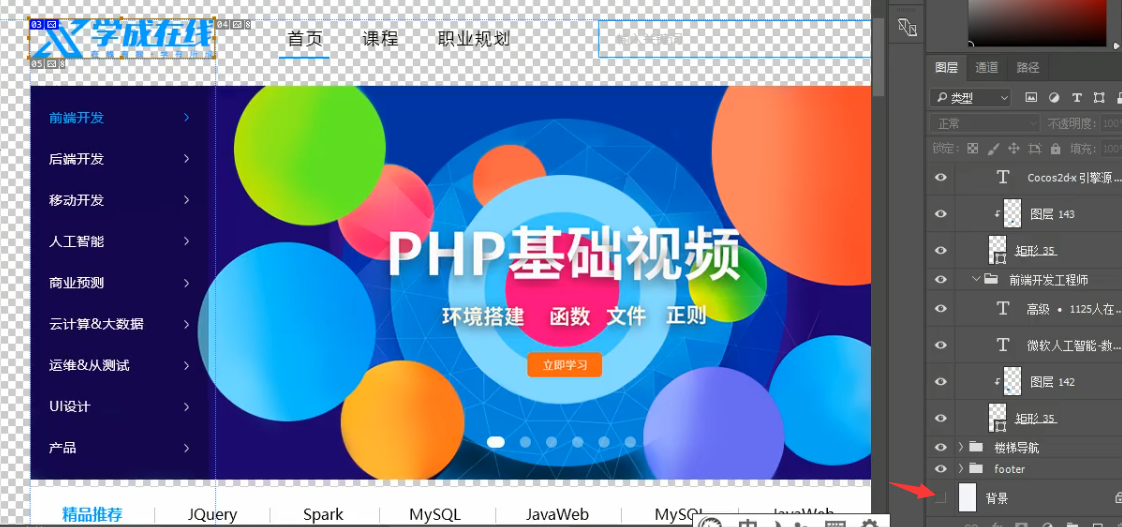 03
04
05
学成在线
首页
课程
职业规划
前端开发
后端开发
移动开发
人工智能
商业预测
云计算&大数据
运维&从测试
UI设计
产品
PHP基础视频
环境搭建 函数 文件 正则
立即学习
精品推荐
JQuery
Spark
MySQL
JavaWeb
MySQL
JavaWeb
中
图层 通道 路径
类型
正常
不透明度: 100
锁定:
填充: 100
Cocos2d-x 引擎源...
图层 143
矩形 35
前端开发工程师
高级 • 1125人在...
微软人工智能-数...
图层 142
矩形 35
楼梯导航
footer
背景